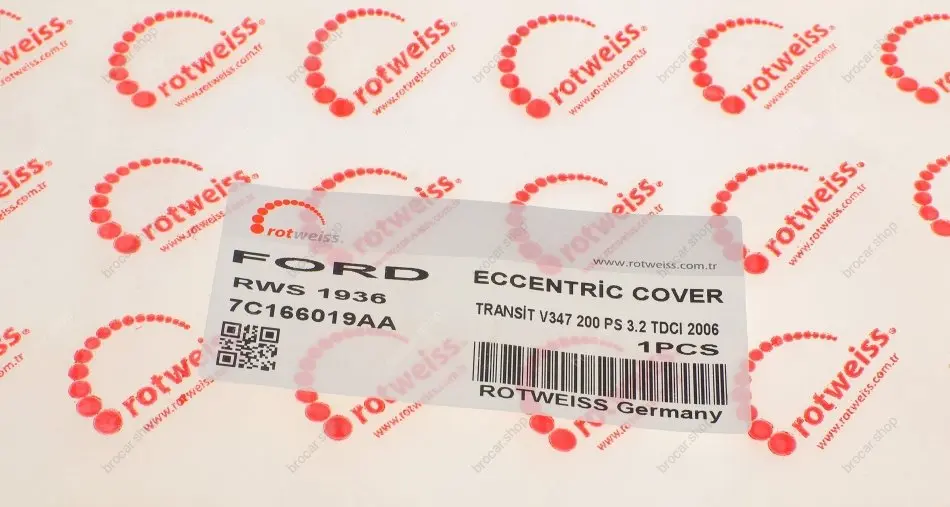 rotweiss®
www.rotweiss.com.tr
rotweiss.
www.rotweiss.com.tr
FORD
RWS 1936
7C166019AA
ECCENTRİC COVER
TRANSİT V347 200 PS 3.2 TDCI 2006
1PCS
ROTWEISS Germany
brocar.shop